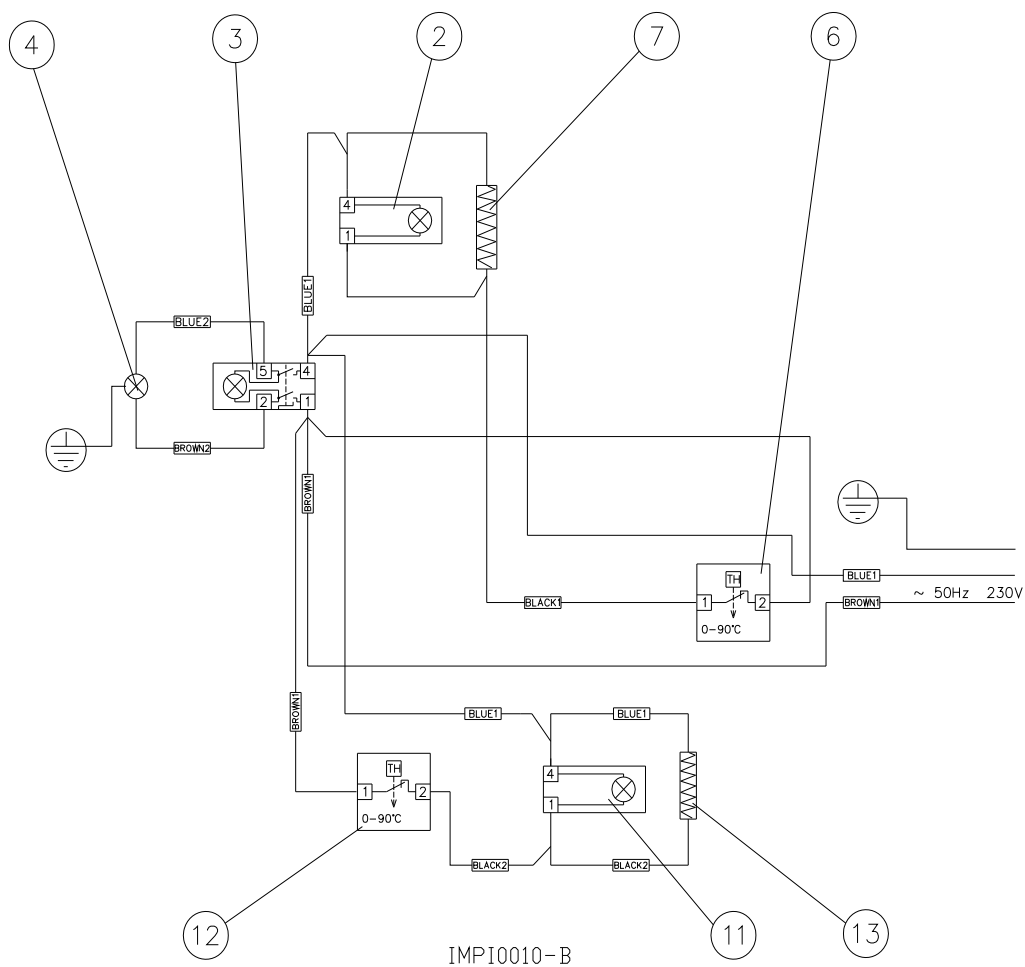 4
3
2
7
6
4
1
BLUE1
BLUE2
5
4
2
1
BROWN2
BROWN1
BLUE1
TH
BLACK1
1
2
BROWN1
~ 50Hz 230V
0-90°C
BROWN1
BLUE1
BLUE1
TH
4
1
2
1
0-90°C
BLACK2
BLACK2
12
11
13
IMPI0010-B